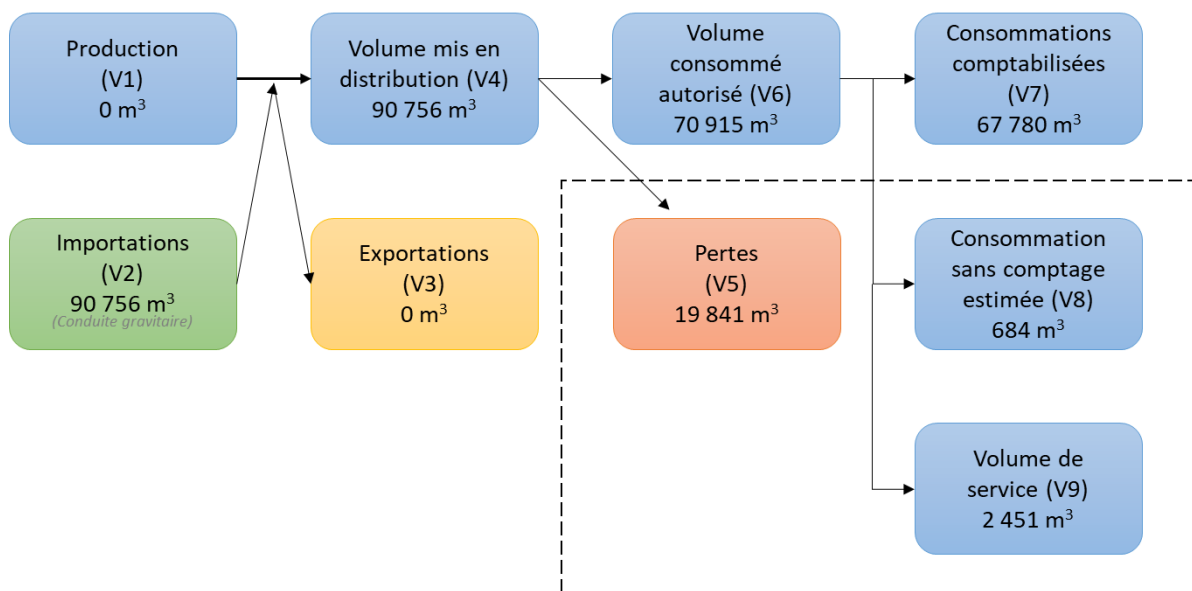 Production
(V1)
0 m³
Volume mis en
distribution (V4)
90 756 m³
Volume
consommé
autorisé (V6)
70 915 m³
Consommations
comptabilisées
(V7)
67 780 m³
Importations
(V2)
90 756 m³
(Conduite gravitaire)
Exportations
(V3)
0 m³
Pertes
(V5)
19 841 m³
Consommation
sans comptage
estimée (V8)
684 m³
Volume de
service (V9)
2 451 m³